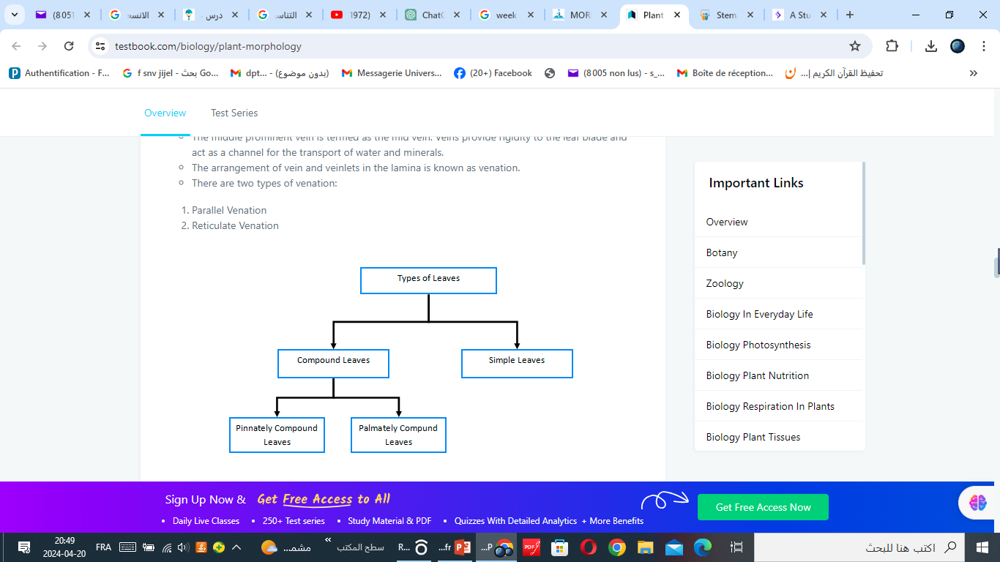 (8 051
الانسد
درس
التناسـ
1972)
ChatG
week
MOR
Plant
Stem
A Stu
testbook.com/biology/plant-morphology
Authentification - F...
f snv jijel - بحث Go...
dpt... - (بدون موضوع)
Messagerie Univers...
(20+) Facebook
(8 005 non lus) - s_...
Boîte de réception...
تحفيظ القرآن الكريم |...
Overview
Test Series
The middle prominent vein is termed as the mid vein. Veins provide rigidity to the leaf blade and
act as a channel for the transport of water and minerals.
The arrangement of vein and veinlets in the lamina is known as venation.
There are two types of venation:
1. Parallel Venation
2. Reticulate Venation
Types of Leaves
Compound Leaves
Simple Leaves
Pinnately Compound
Leaves
Palmately Compund
Leaves
Important Links
Overview
Botany
Zoology
Biology In Everyday Life
Biology Photosynthesis
Biology Plant Nutrition
Biology Respiration In Plants
Biology Plant Tissues
Sign Up Now & Get Free Access to All
• Daily Live Classes • 250+ Test series • Study Material & PDF • Quizzes With Detailed Analytics + More Benefits
Get Free Access Now
20:49
2024-04-20
FRA
مشمـ...
سطح المكتب
R...
...fr
...P
PDF
اكتب هنا للبحث